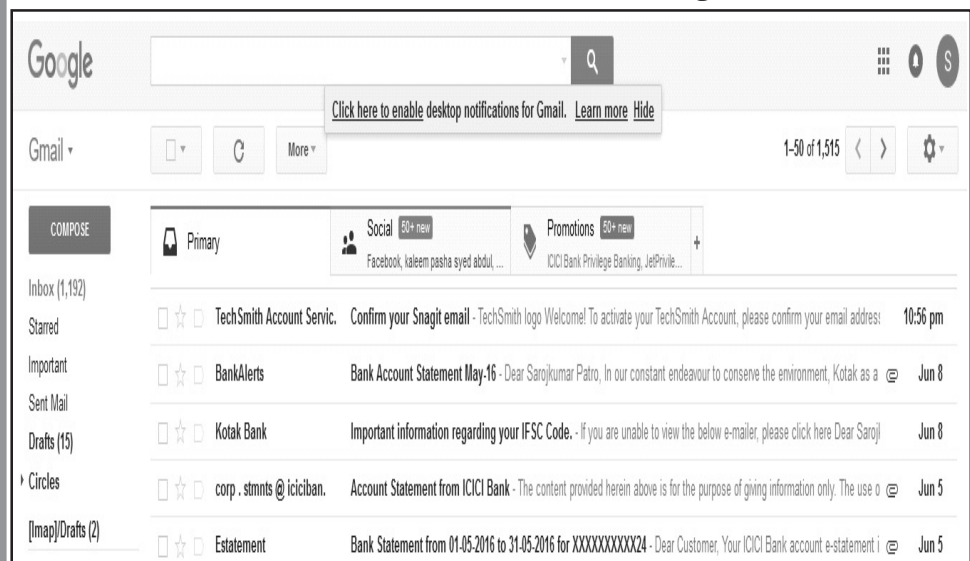 Google
S
Click here to enable desktop notifications for Gmail. Learn more Hide
Gmail
More
1–50 of 1,515
COMPOSE
Primary
Social 50+ new
Facebook, kaleem pasha syed abdul, ...
Promotions 50+ new
ICICI Bank Privilege Banking, JetPrivile...
+
Inbox (1,192)
Starred
Important
Sent Mail
Drafts (15)
Circles
[Imap]/Drafts (2)
TechSmith Account Servic. Confirm your Snagit email - TechSmith logo Welcome! To activate your TechSmith Account, please confirm your email address 10:56 pm
BankAlerts Bank Account Statement May-16 - Dear Sarojkumar Patro, In our constant endeavour to conserve the environment, Kotak as a Jun 8
Kotak Bank Important information regarding your IFSC Code. - If you are unable to view the below e-mailer, please click here Dear Saroj Jun 8
corp . stmnts @ iciciban. Account Statement from ICICI Bank - The content provided herein above is for the purpose of giving information only. The use o Jun 5
Estatement Bank Statement from 01-05-2016 to 31-05-2016 for XXXXXXXXXX24 - Dear Customer, Your ICICI Bank account e-statement i Jun 5